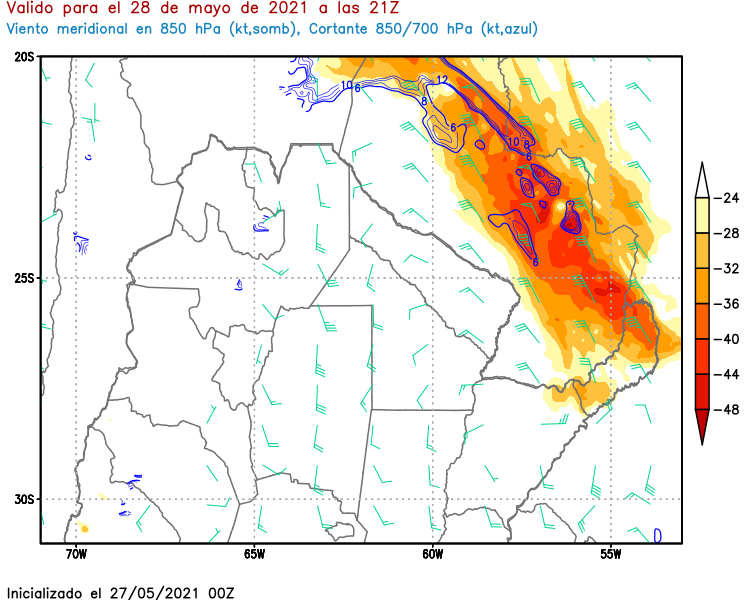 Valido para el 28 de mayo de 2021 a las 21Z
Viento meridional en 850 hPa (kt,somb), Cortante 850/700 hPa (kt,azul)
20S
25S
30S
70W
65W
60W
55W
10
6
12
8
6
10
8
6
6
-24
-28
-32
-36
-40
-44
-48
Inicializado el 27/05/2021 00Z